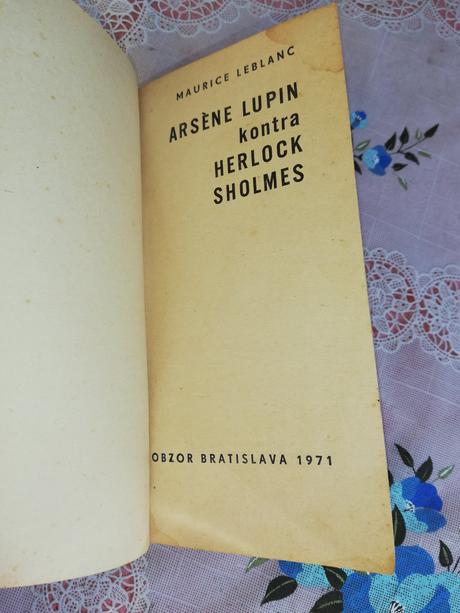 MAURICE LEBLANC
ARSÈNE LUPIN
kontra
HERLOCK
SHOLMES
OBZOR BRATISLAVA 1971